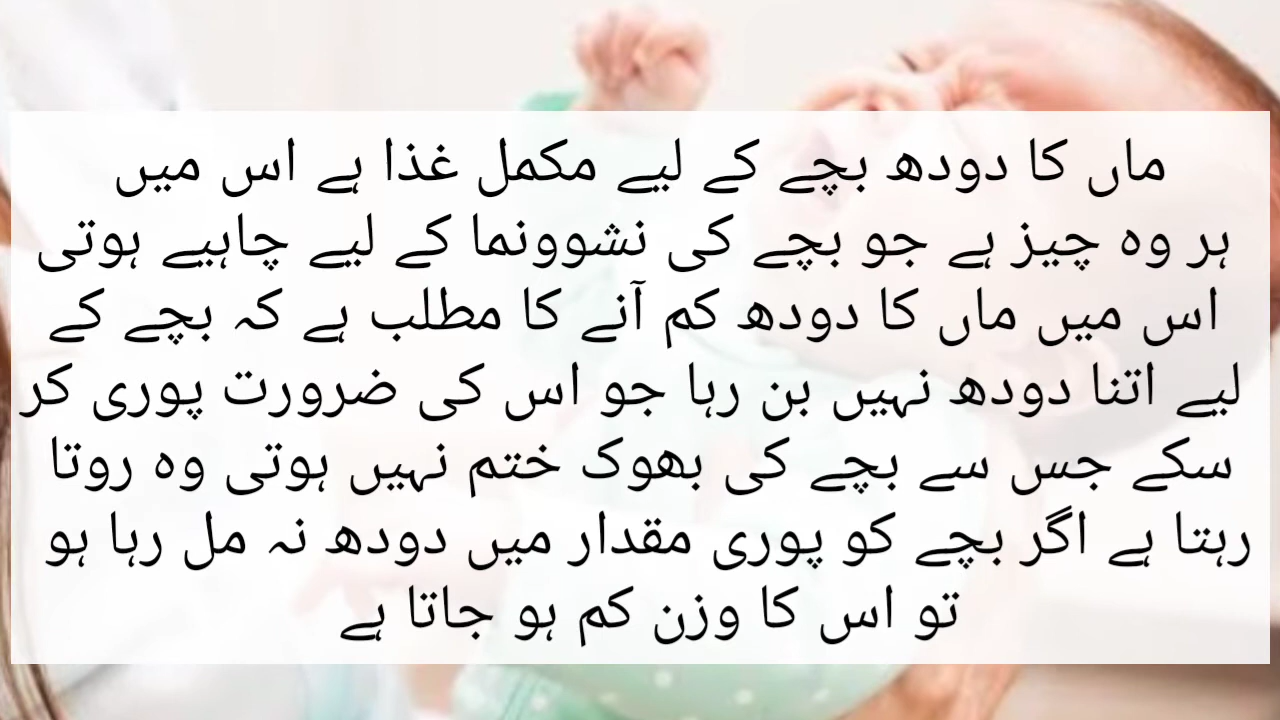 ماں کا دودھ بچے کے لیے مکمل غذا ہے اس میں
ہر وہ چیز ہے جو بچے کی نشوونما کے لیے چاہیے ہوتی
اس میں ماں کا دودھ کم آنے کا مطلب ہے کہ بچے کے
لیے اتنا دودھ نہیں بن رہا جو اس کی ضرورت پوری کر
سکے جس سے بچے کی بھوک ختم نہیں ہوتی وہ روتا
رہتا ہے اگر بچے کو پوری مقدار میں دودھ نہ مل رہا ہو
تو اس کا وزن کم ہو جاتا ہے